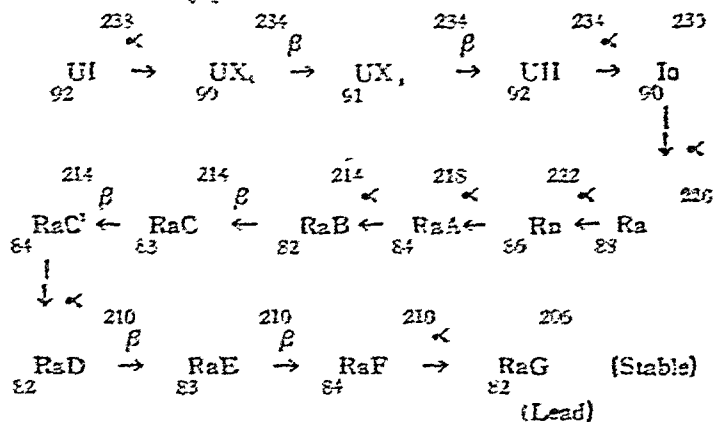 238 234 234 234 230
α β β α
UI → UX₁ → UX₂ → UII → Io
92 90 91 92 90
↓ α
214 214 214 218 222 226
β β α α α
RaC' ← RaC ← RaB ← RaA ← Rn ← Ra
84 83 82 84 86 88
↓ α
210 210 210 206
β β α
RaD → RaE → RaF → RaG (Stable)
82 83 84 82
(Lead)